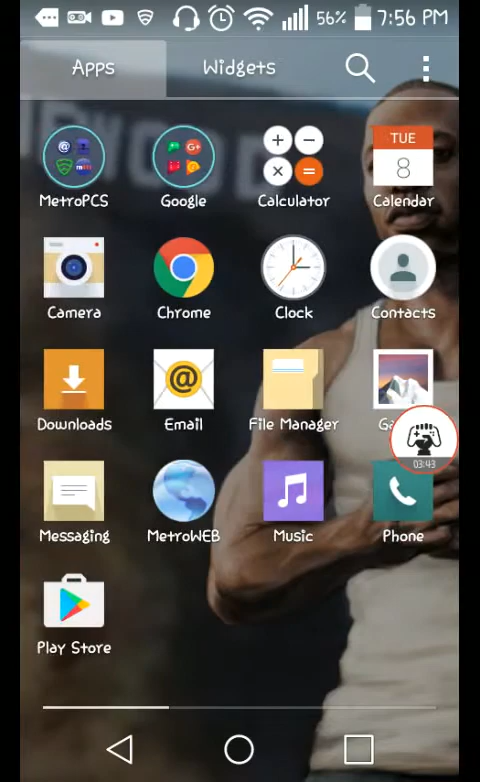 56% 7:56 PM
Apps Widgets
TUE
8
MetroPCS Google Calculator Calendar
Camera Chrome Clock Contacts
Downloads Email File Manager
03:43
Messaging MetroWEB Music Phone
Play Store